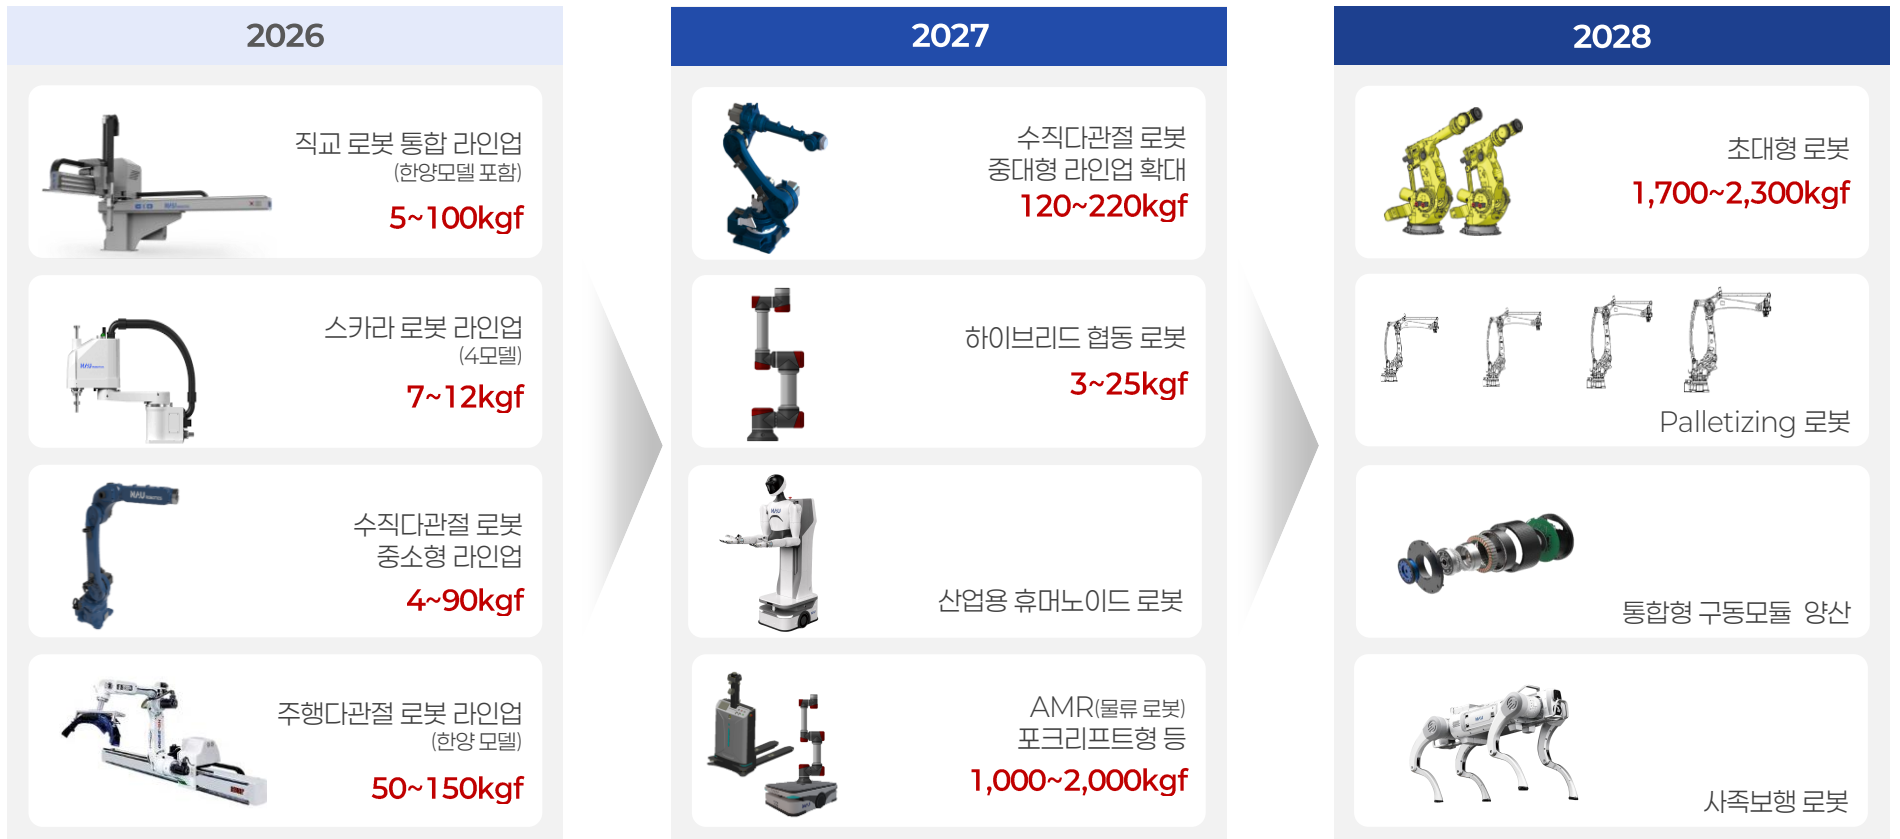 2026
직교 로봇 통합 라인업
(한양모델 포함)
5~100kgf
스카라 로봇 라인업
(4모델)
7~12kgf
수직다관절 로봇
중소형 라인업
4~90kgf
주행다관절 로봇 라인업
(한양 모델)
50~150kgf
2027
수직다관절 로봇
중대형 라인업 확대
120~220kgf
하이브리드 협동 로봇
3~25kgf
산업용 휴머노이드 로봇
AMR(물류 로봇)
포크리프트형 등
1,000~2,000kgf
2028
초대형 로봇
1,700~2,300kgf
Palletizing 로봇
통합형 구동모듈 양산
사족보행 로봇